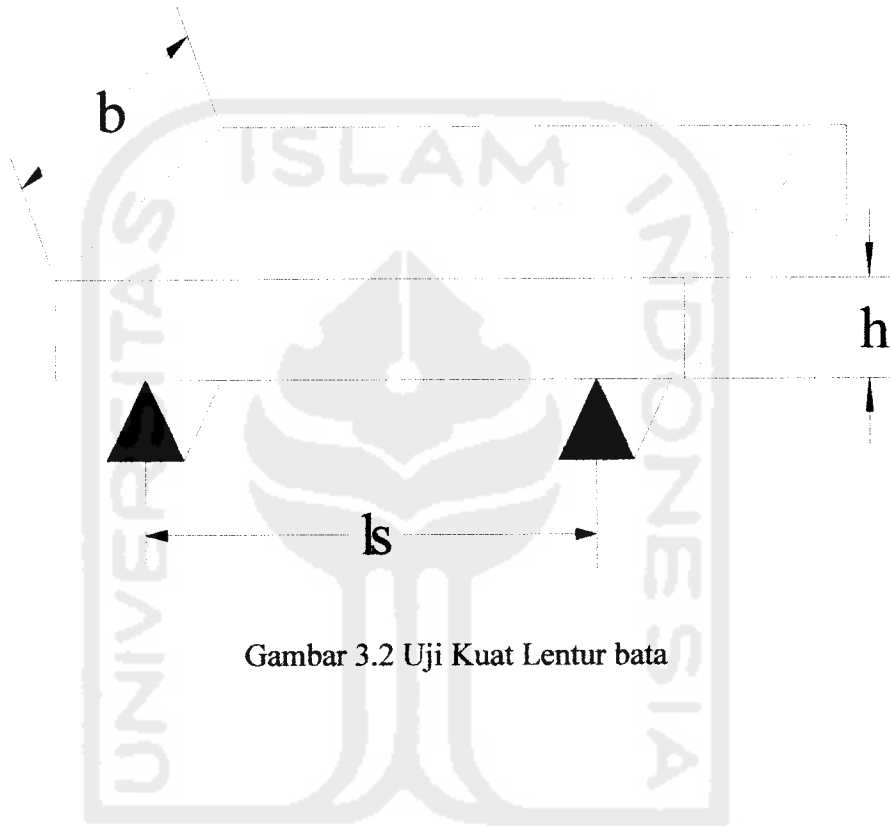 b
ISLAM
UNIVERSITAS
INDONESIA
h
ls
Gambar 3.2 Uji Kuat Lentur bata